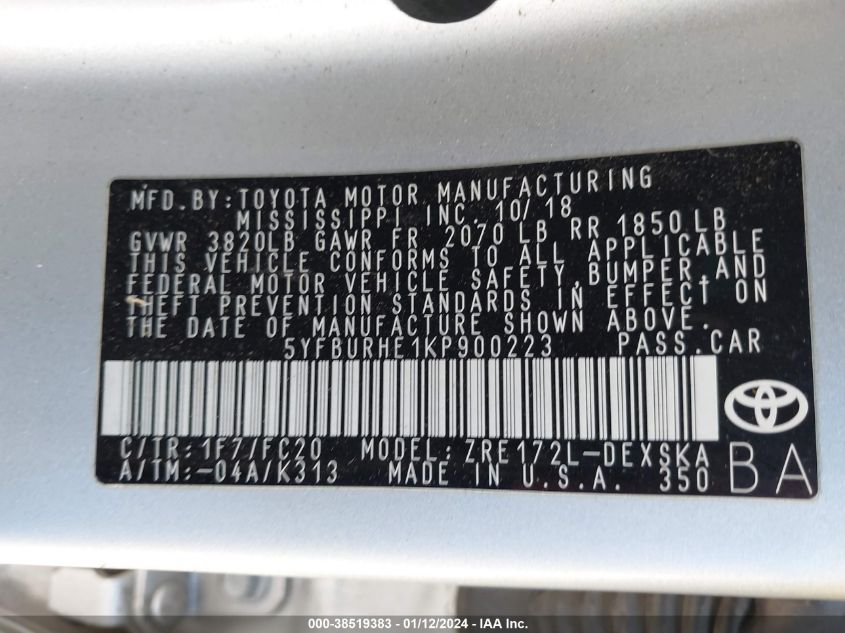 MFD. BY: TOYOTA MOTOR MANUFACTURING
MISSISSIPPI INC. 10/18
GVWR 3820LB GAWR FR 2070 LB RR 1850 LB
THIS VEHICLE CONFORMS TO ALL APPLICABLE
FEDERAL MOTOR VEHICLE SAFETY, BUMPER, AND
THEFT PREVENTION STANDARDS IN EFFECT ON
THE DATE OF MANUFACTURE SHOWN ABOVE.
5YFBURHE1KP900223 PASS. CAR
C/TR: 1F7/FC20 MODEL: ZRE172L-DEXSKA
A/TM: -04A/K313 MADE IN U.S.A. 350
BA
000-38519383 - 01/12/2024 - IAA Inc.